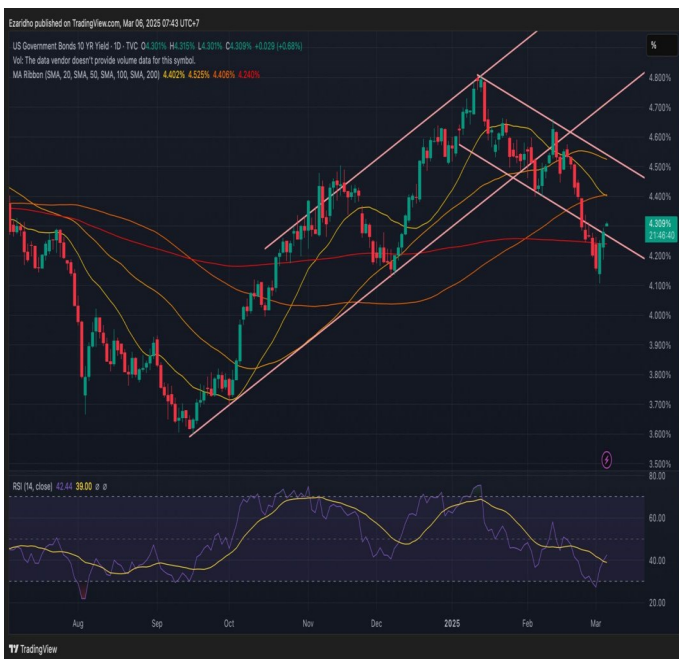 Ezaridho published on TradingView.com, Mar 06, 2025 07:43 UTC+7
US Government Bonds 10 YR Yield · 1D · TVC O4.301% H4.315% L4.301% C4.309% +0.029 (+0.68%)
Vol: The data vendor doesn't provide volume data for this symbol.
MA Ribbon (SMA, 20, SMA, 50, SMA, 100, SMA, 200) 4.402% 4.525% 4.406% 4.240%
%
4.800%
4.700%
4.600%
4.500%
4.400%
4.309%
21:46:40
4.200%
4.100%
4.000%
3.900%
3.800%
3.700%
3.600%
3.500%
RSI (14, close) 42.44 39.00 ø ø
80.00
60.00
40.00
20.00
Aug Sep Oct Nov Dec 2025 Feb Mar
TradingView